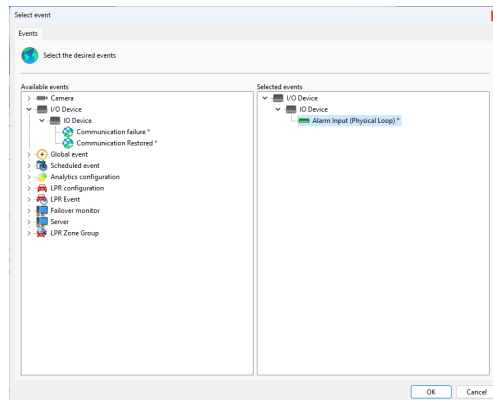 Select event
Events
Select the desired events
Available events
Camera
I/O Device
IO Device
Communication failure *
Communication Restored *
Global event
Scheduled event
Analytics configuration
LPR configuration
LPR Event
Failover monitor
Server
LPR Zone Group
Selected events
I/O Device
IO Device
Alarm Input (Physical Loop) *
OK Cancel